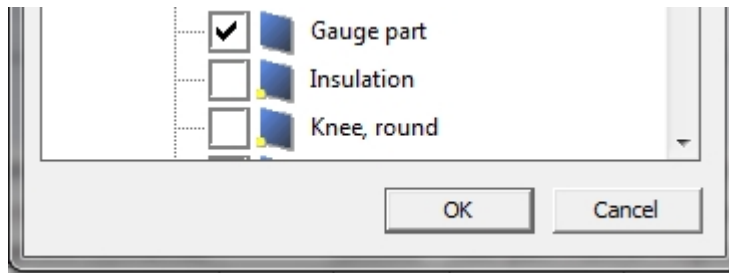 Gauge part
Insulation
Knee, round
OK
Cancel